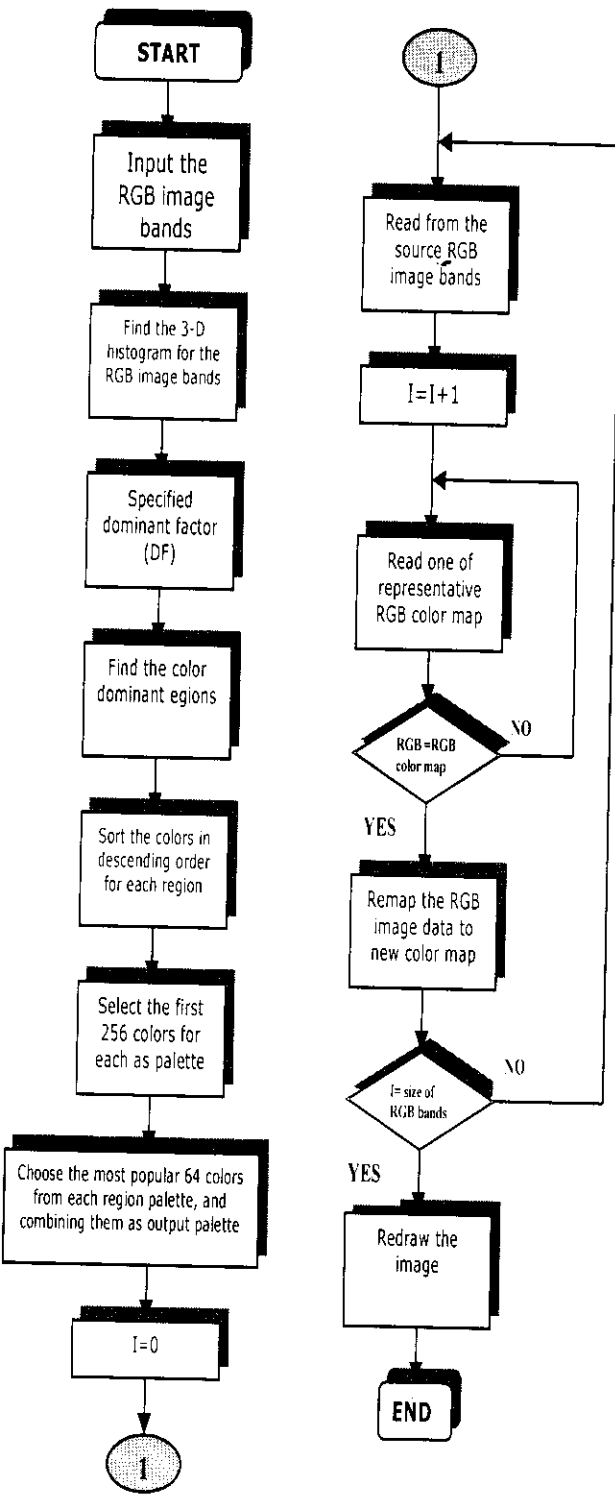 START
Input the
RGB image
bands
Find the 3-D
histogram for the
RGB image bands
Specified
dominant factor
(DF)
Find the color
dominant egions
Sort the colors in
descending order
for each region
Select the first
256 colors for
each as palette
Choose the most popular 64 colors
from each region palette, and
combining them as output palette
I=0
1
1
Read from the
source RGB
image bands
I=I+1
Read one of
representative
RGB color map
RGB =RGB
color map
NO
YES
Remap the RGB
image data to
new color map
I= size of
RGB bands
NO
YES
Redraw the
image
END